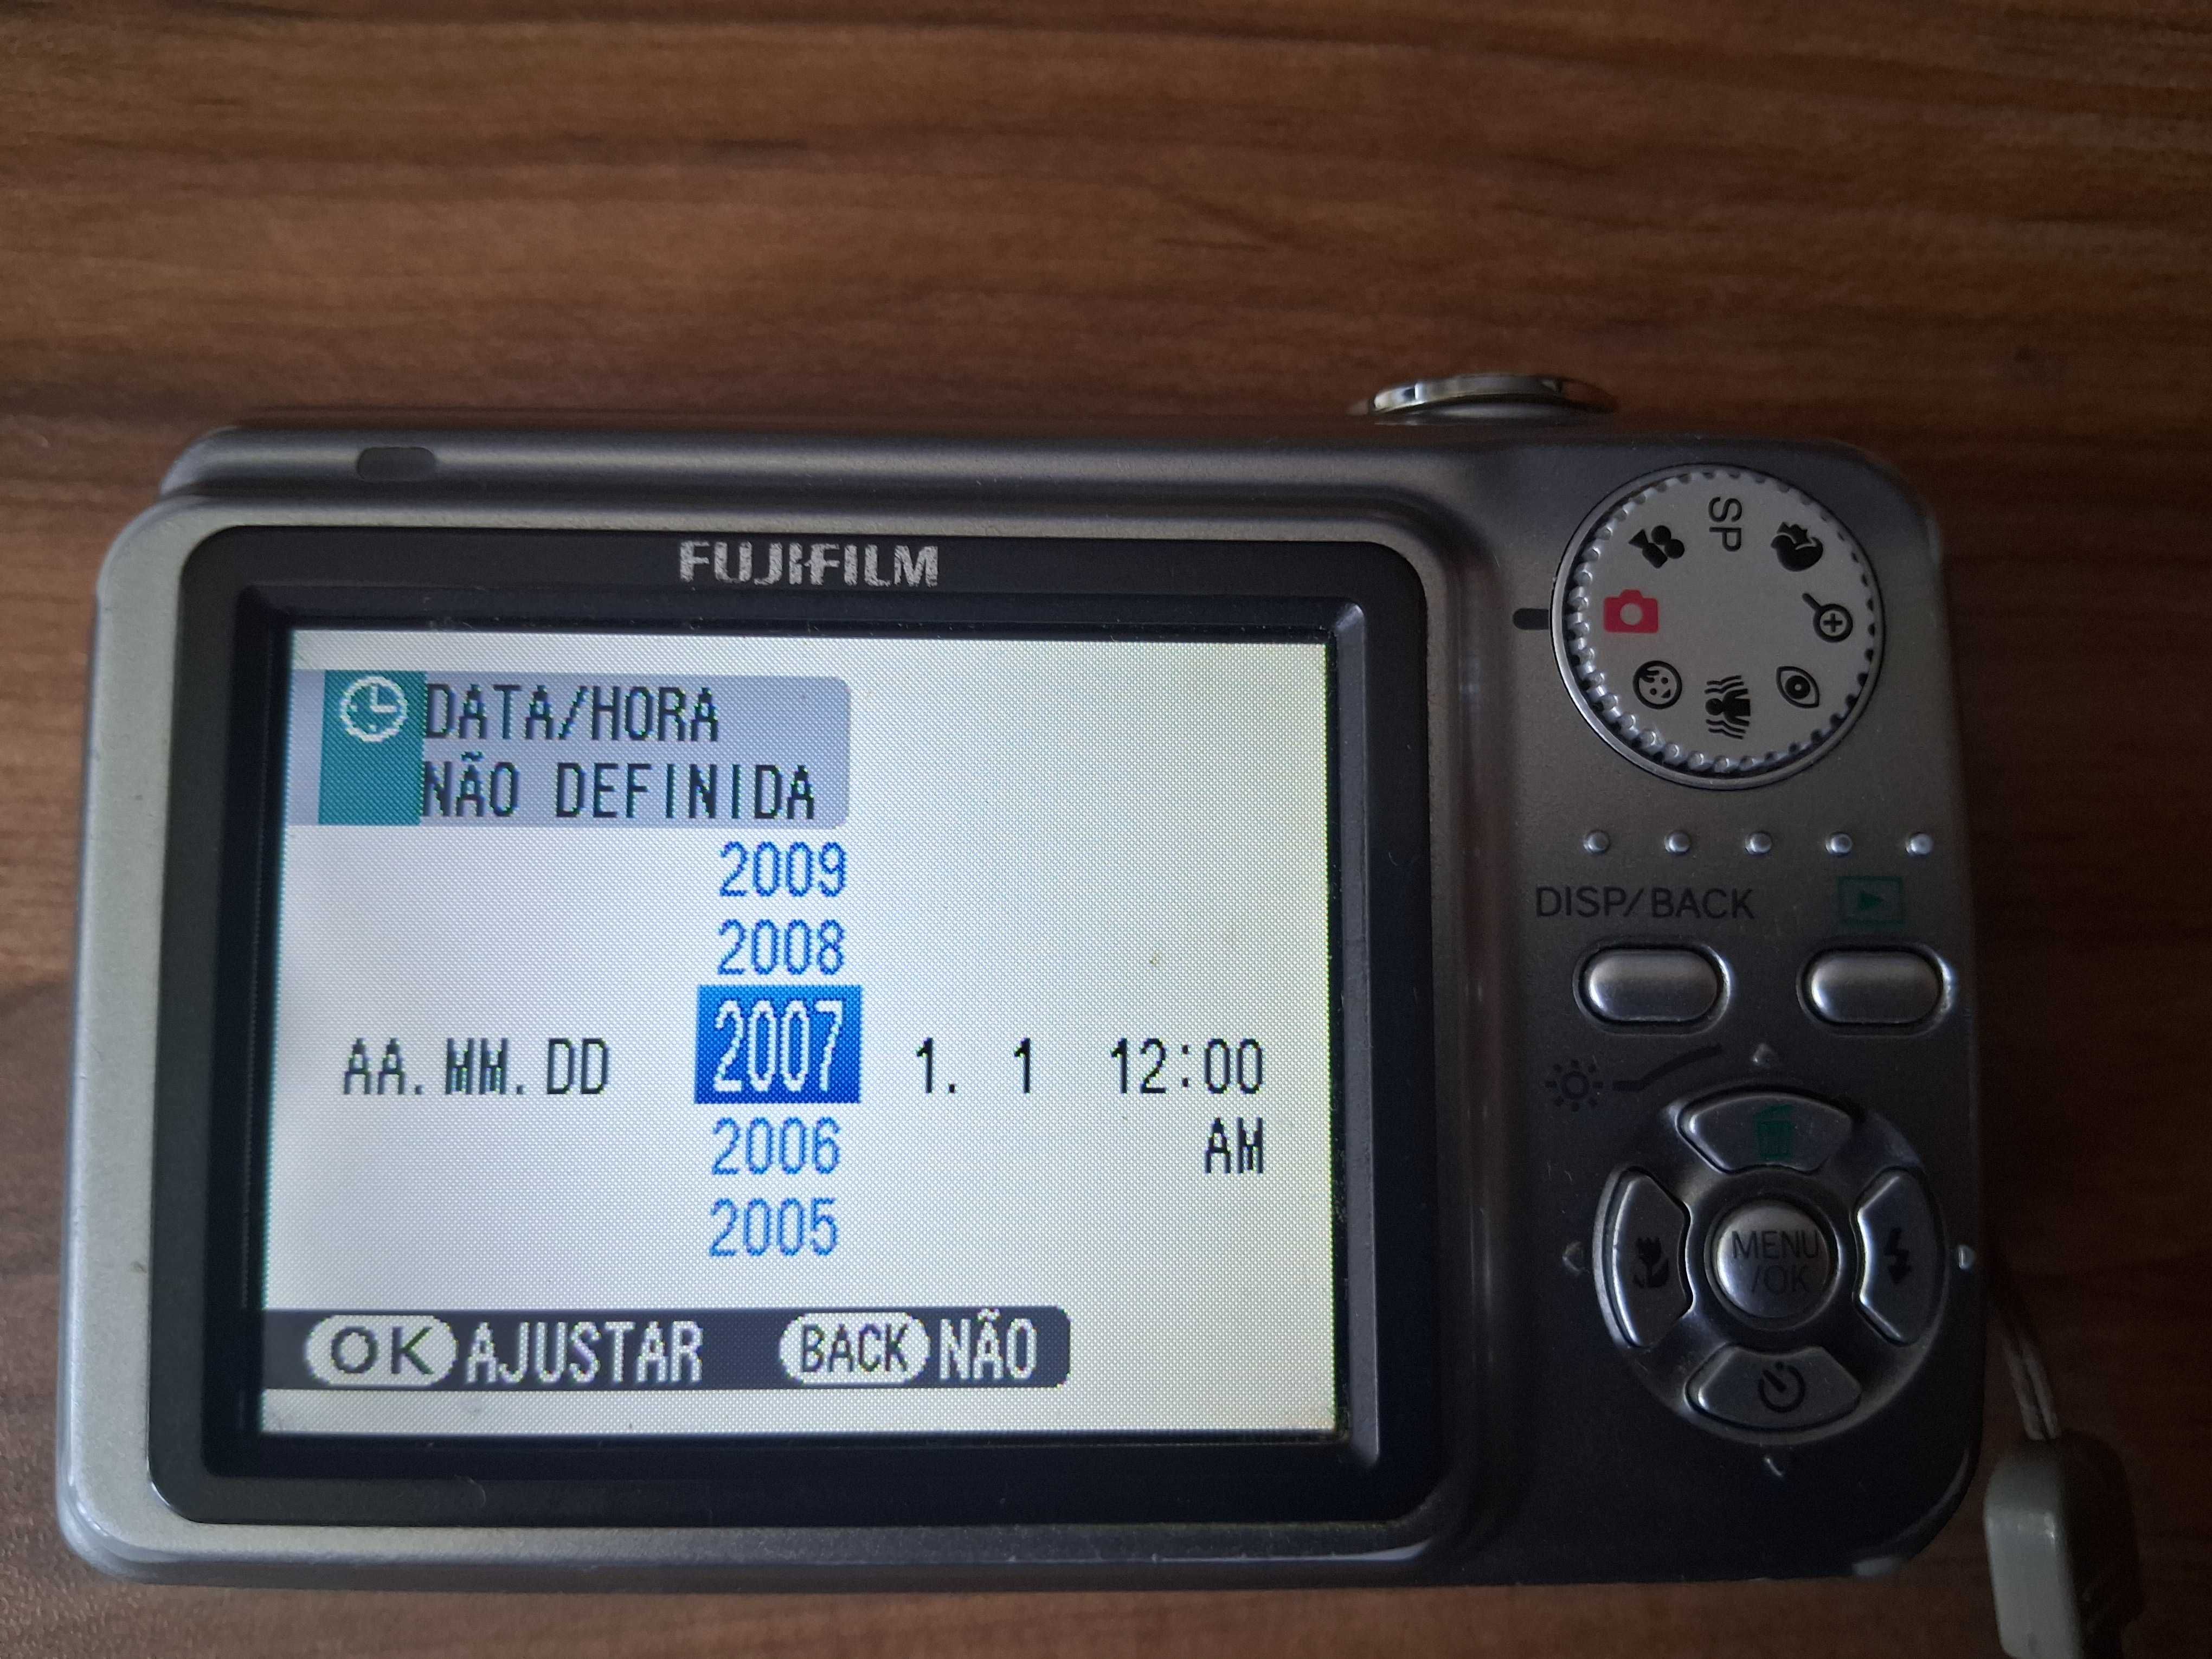 FUJIFILM
SP
DATA/HORA
NÃO DEFINIDA
2009
2008
AA.MM.DD 2007 1. 1 12:00
2006 AM
2005
OK AJUSTAR BACK NÃO
DISP/BACK
MENU
/OK